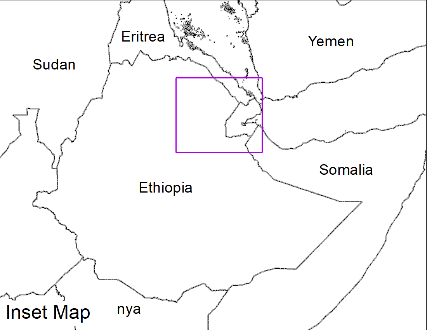 Eritrea
Yemen
Sudan
Somalia
Ethiopia
Inset Map
nya